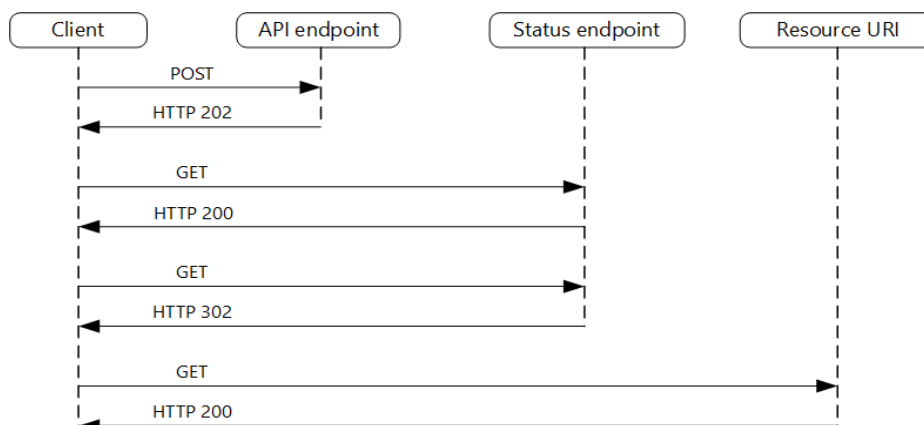 Client API endpoint Status endpoint Resource URI
POST
HTTP 202
GET
HTTP 200
GET
HTTP 302
GET
HTTP 200